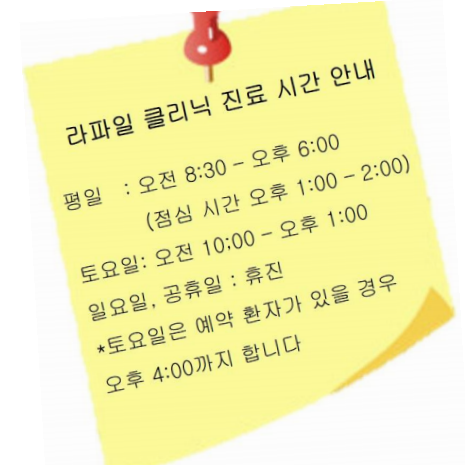 라파일 클리닉 진료 시간 안내
평일 : 오전 8:30 - 오후 6:00
(점심 시간 오후 1:00 - 2:00)
토요일: 오전 10;00 - 오후 1:00
일요일, 공휴일 : 휴진
*토요일은 예약 환자가 있을 경우
오후 4:00까지 합니다